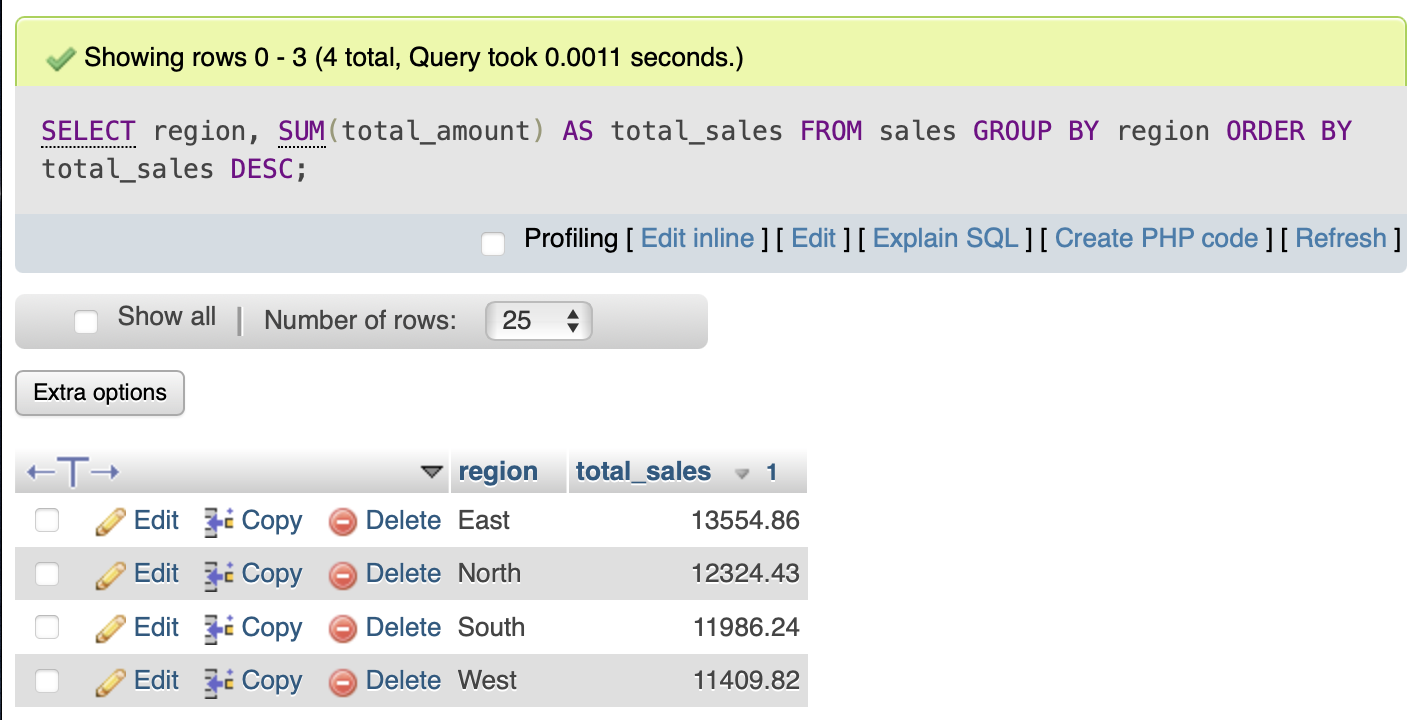 Showing rows 0 - 3 (4 total, Query took 0.0011 seconds.)
SELECT region, SUM(total_amount) AS total_sales FROM sales GROUP BY region ORDER BY
total_sales DESC;
Profiling [ Edit inline ] [ Edit ] [ Explain SQL ] [ Create PHP code ] [ Refresh ]
Show all | Number of rows: 25
Extra options
←T→ region total_sales 1
Edit Copy Delete East 13554.86
Edit Copy Delete North 12324.43
Edit Copy Delete South 11986.24
Edit Copy Delete West 11409.82